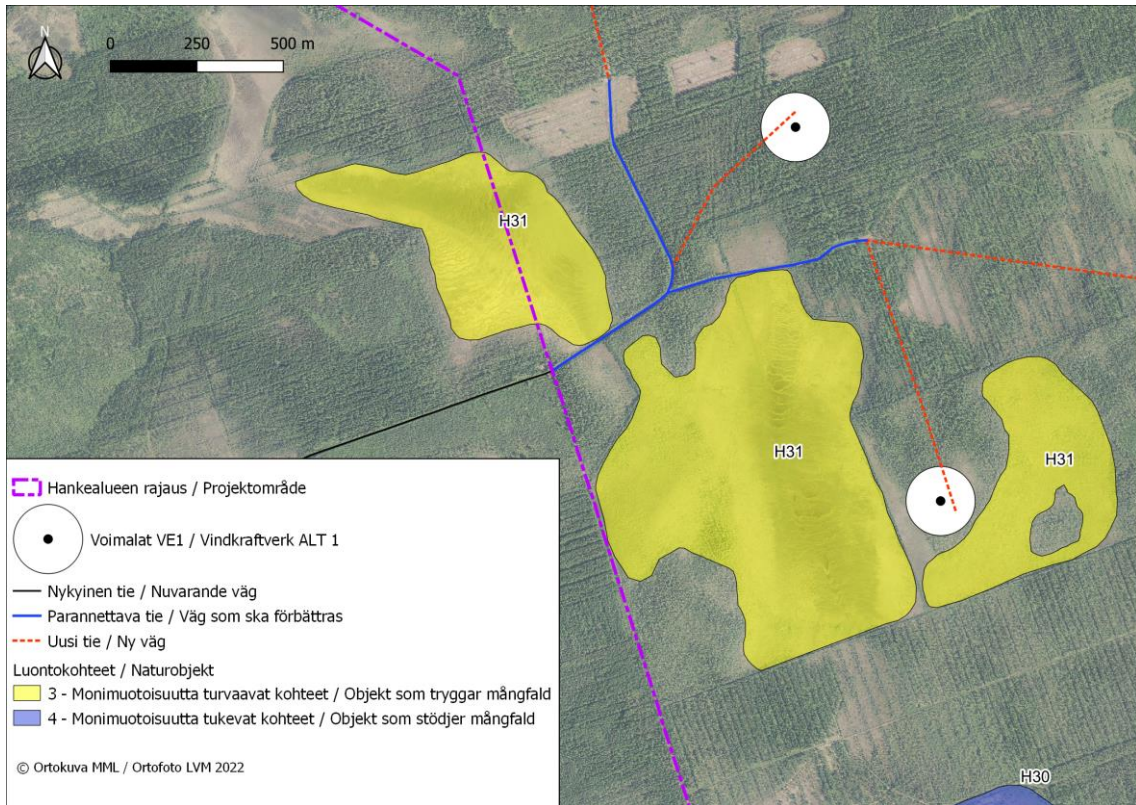 N
0 250 500 m
H31
H31
H31
H30
Hankealueen rajaus / Projektområde
Voimalat VE1 / Vindkraftverk ALT 1
Nykyinen tie / Nuvarande väg
Parannettava tie / Väg som ska förbättras
Uusi tie / Ny väg
Luontokohteet / Naturobjekt
3 - Monimuotoisuutta turvaavat kohteet / Objekt som tryggar mångfald
4 - Monimuotoisuutta tukevat kohteet / Objekt som stödjer mångfald
© Ortokuva MML / Ortofoto LVM 2022